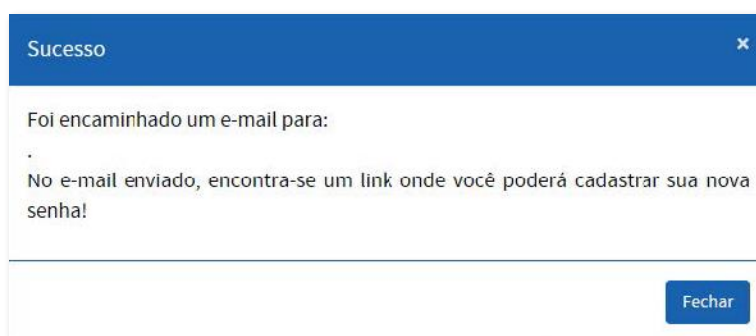 Sucesso ×
Foi encaminhado um e-mail para:
.
No e-mail enviado, encontra-se um link onde você poderá cadastrar sua nova
senha!
Fechar